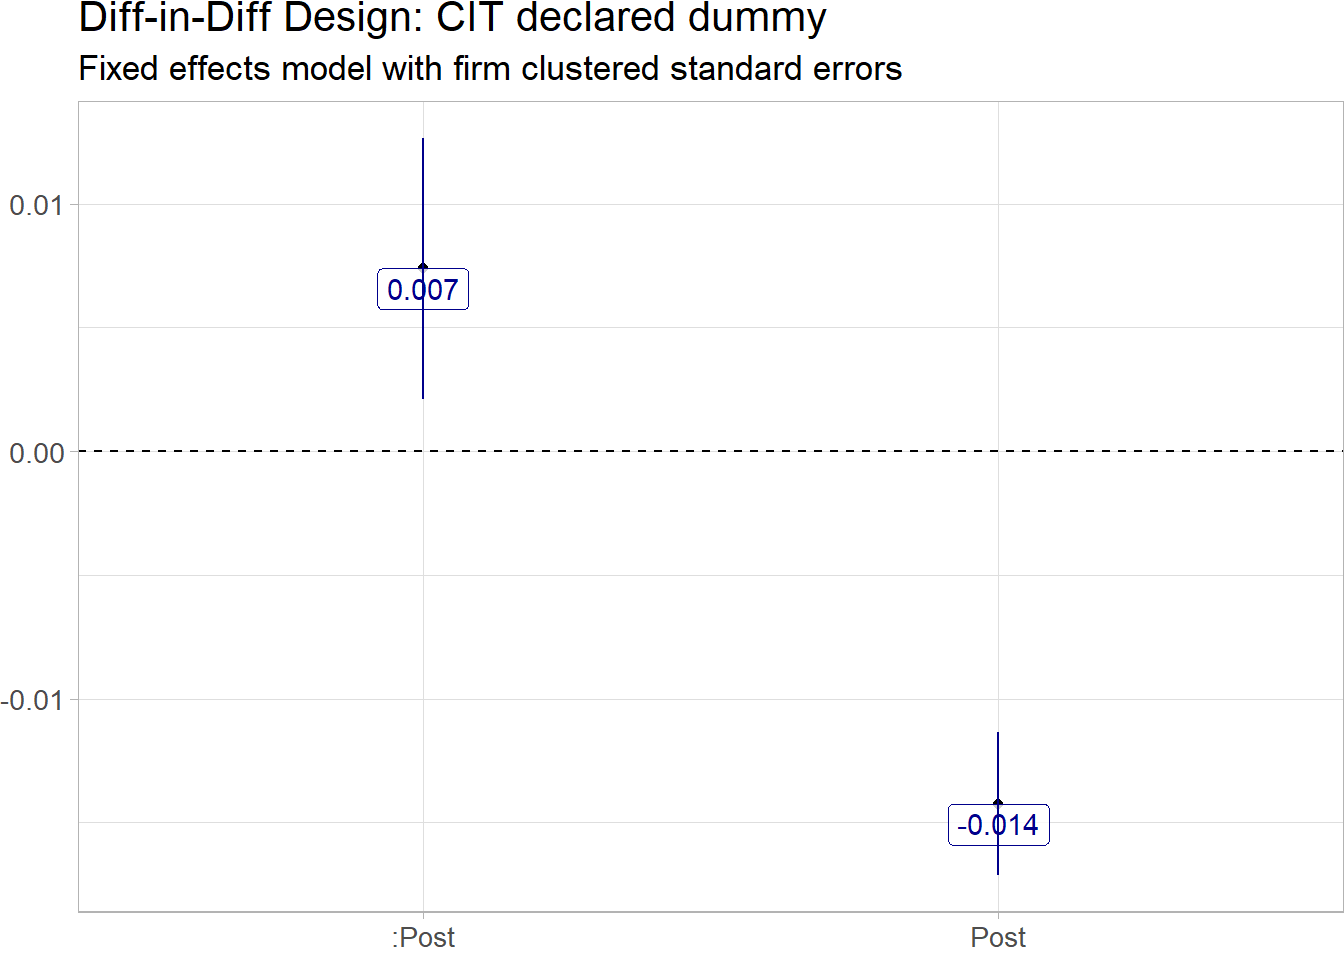 Diff-in-Diff Design: CIT declared dummy
Fixed effects model with firm clustered standard errors
0.01
0.007
0.00
-0.01
-0.014
:Post
Post